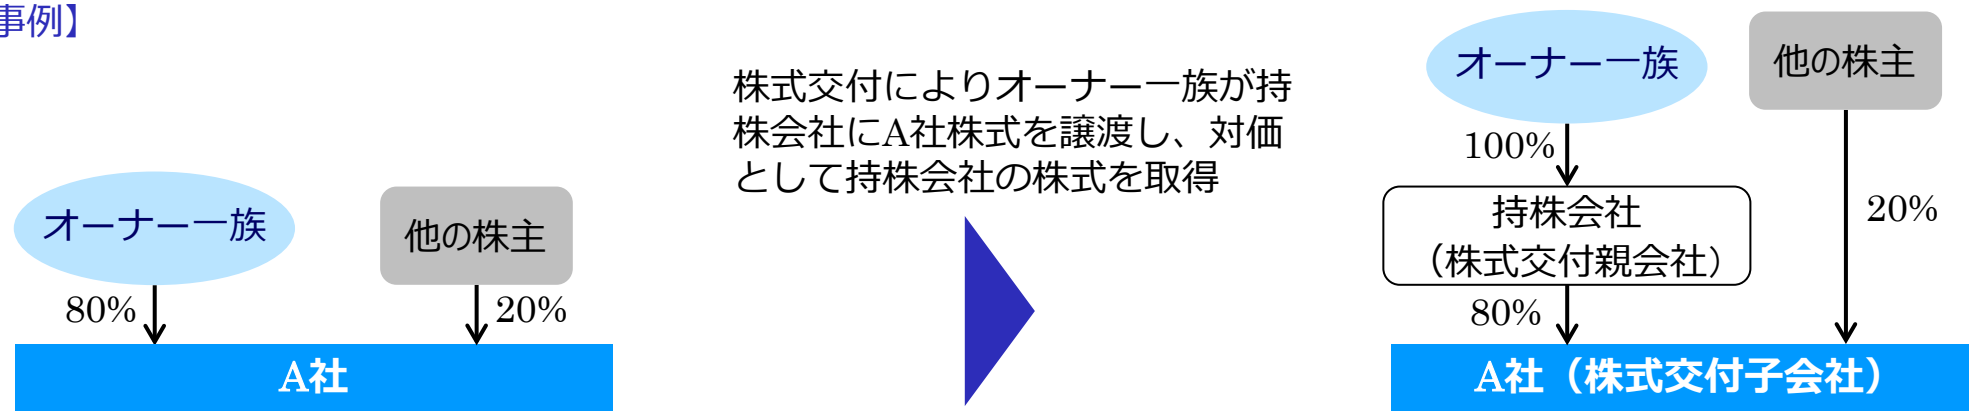 事例】
オーナー一族
他の株主
80%
20%
A社
株式交付によりオーナー一族が持
株会社にA社株式を譲渡し、対価
として持株会社の株式を取得
オーナー一族
他の株主
100%
持株会社
（株式交付親会社）
20%
80%
A社（株式交付子会社）